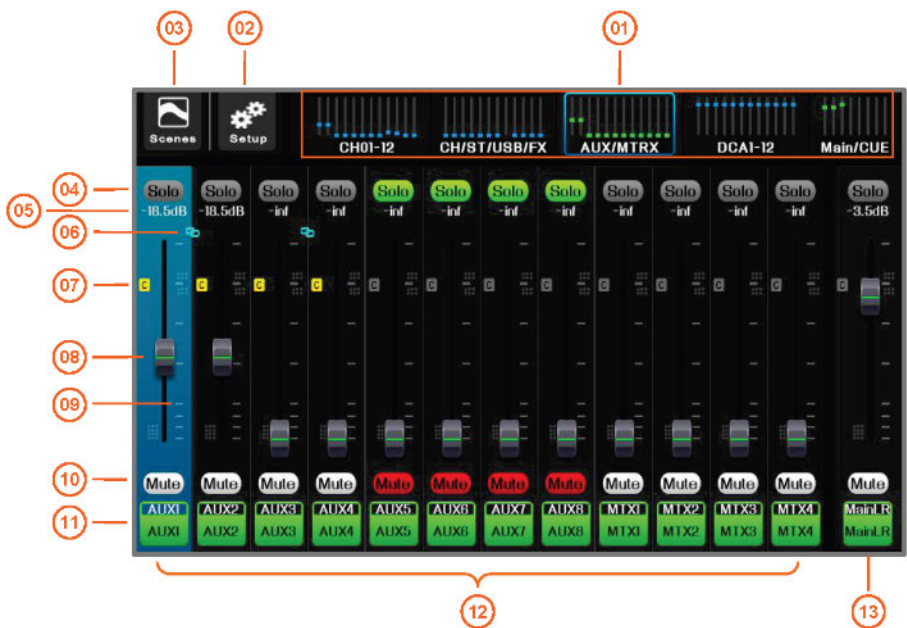 03 02 01
Scenes Setup CH01-12 CH/ST/USB/FX AUX/MTRX DCA1-12 Main/CUE
04 Solo Solo Solo Solo Solo Solo Solo Solo Solo Solo Solo Solo Solo
05 -18.5dB -18.5dB -inf -inf -inf -inf -inf -inf -inf -inf -inf -inf -3.5dB
06
07 C C C C C C C C C C C C C
08
09
10 Mute Mute Mute Mute Mute Mute Mute Mute Mute Mute Mute Mute Mute
11 AUX1 AUX2 AUX3 AUX4 AUX5 AUX6 AUX7 AUX8 MTX1 MTX2 MTX3 MTX4 MainLR
AUX1 AUX2 AUX3 AUX4 AUX5 AUX6 AUX7 AUX8 MTX1 MTX2 MTX3 MTX4 MainLR
12 13